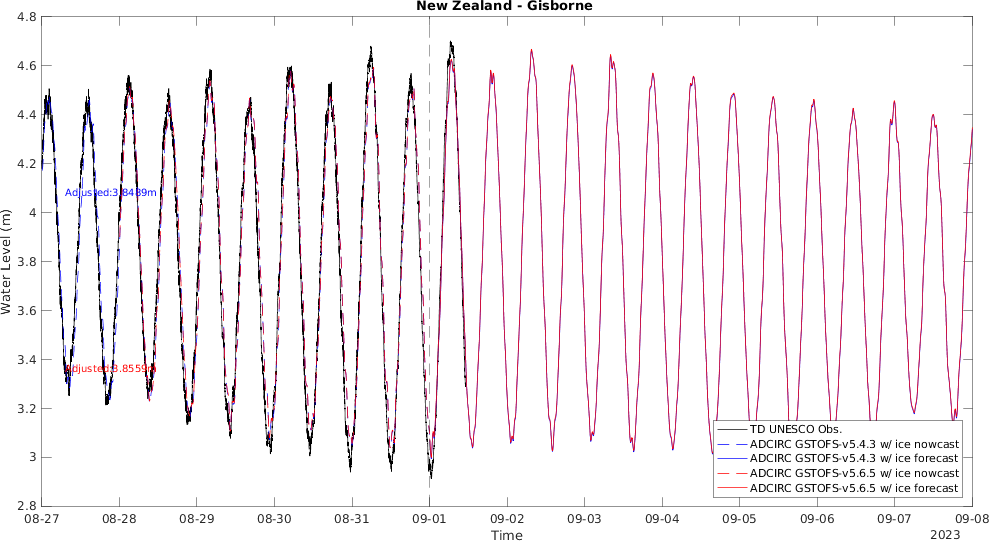 New Zealand - Gisborne
4.8
4.6
4.4
4.2
4
3.8
3.6
3.4
3.2
3
2.8
Water Level (m)
Adjusted:3.8489m
Adjusted:3.8559m
TD UNESCO Obs.
ADCIRC GSTOFS-v5.4.3 w/ ice nowcast
ADCIRC GSTOFS-v5.4.3 w/ ice forecast
ADCIRC GSTOFS-v5.6.5 w/ ice nowcast
ADCIRC GSTOFS-v5.6.5 w/ ice forecast
08-27 08-28 08-29 08-30 08-31 09-01 09-02 09-03 09-04 09-05 09-06 09-07 09-08
2023
Time